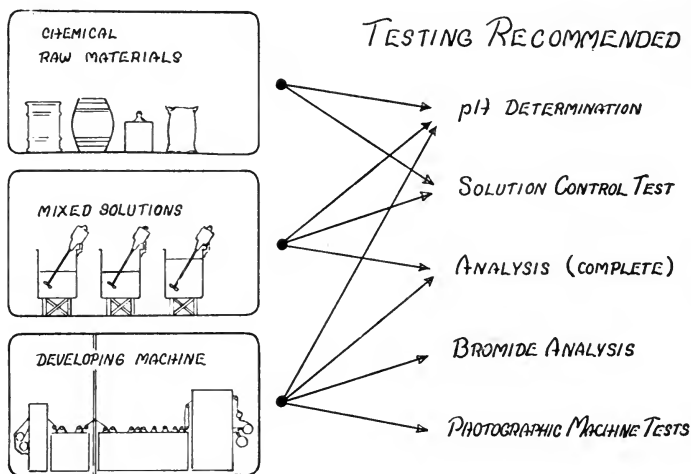 CHEMICAL
RAW MATERIALS
MIXED SOLUTIONS
DEVELOPING MACHINE
TESTING RECOMMENDED
pH DETERMINATION
SOLUTION CONTROL TEST
ANALYSIS (COMPLETE)
BROMIDE ANALYSIS
PHOTOGRAPHIC MACHINE TESTS